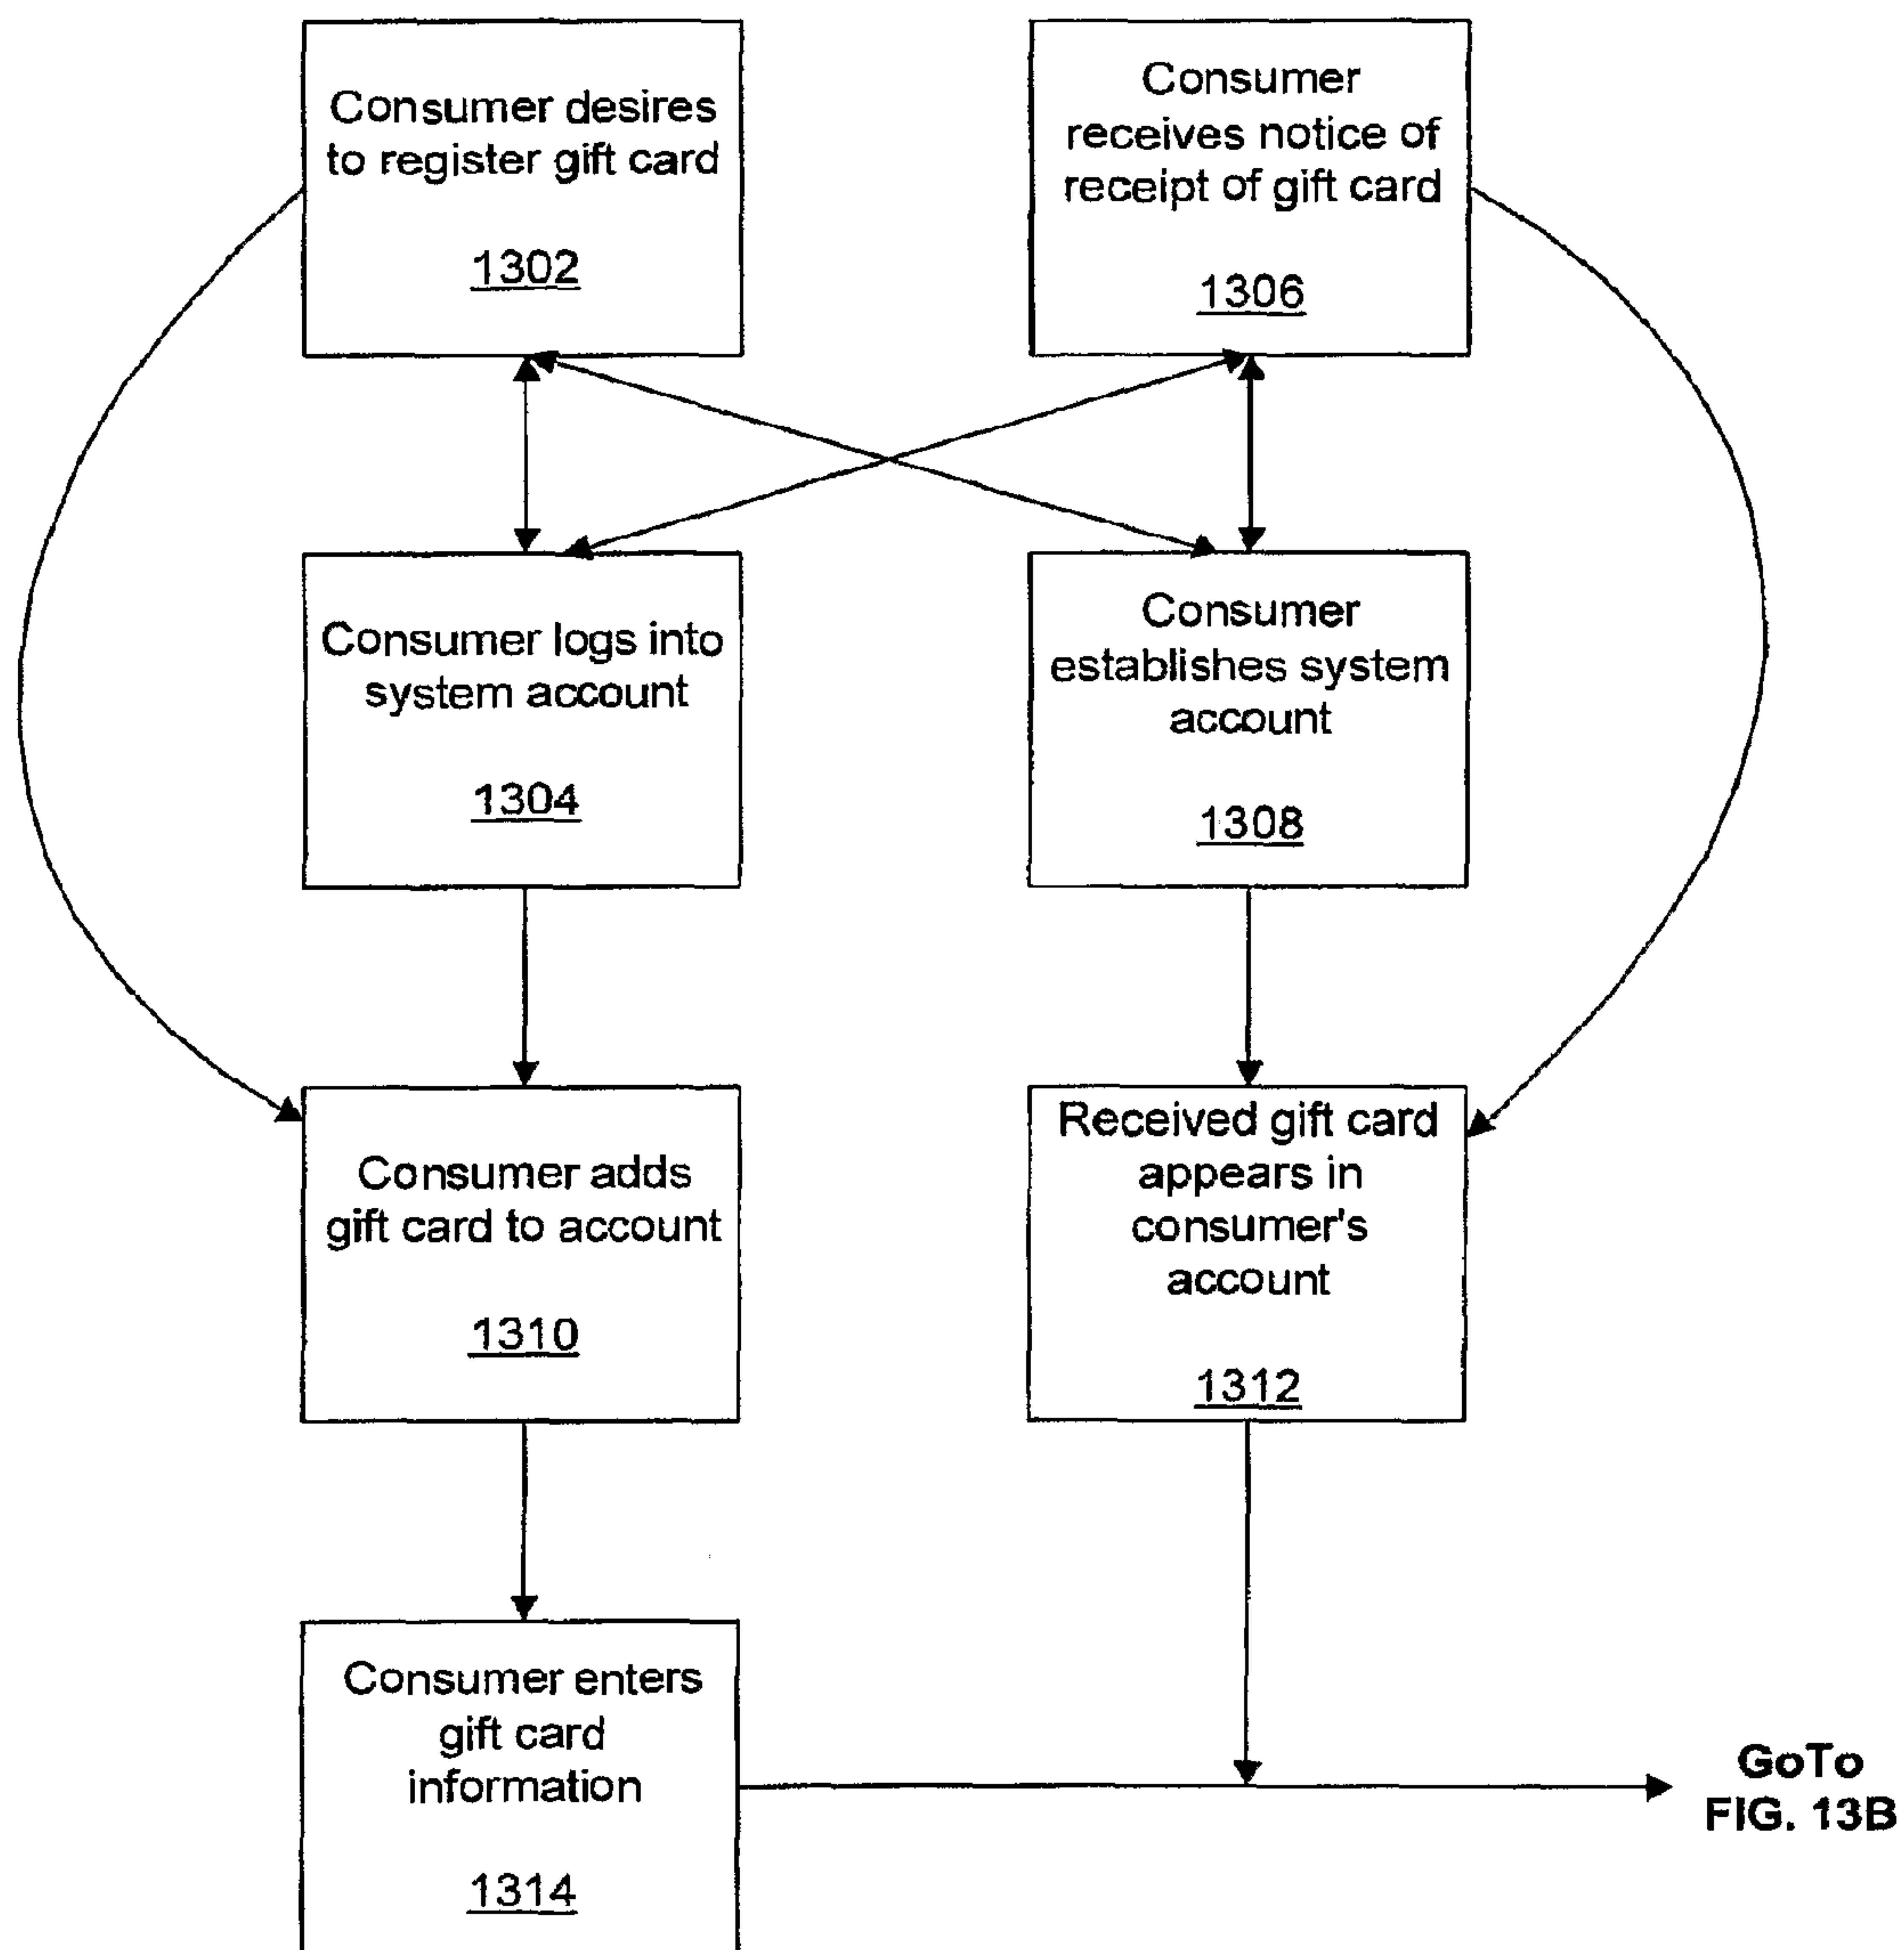 Consumer desires
to register gift card
1302
Consumer
receives notice of
receipt of gift card
1306
Consumer logs into
system account
1304
Consumer
establishes system
account
1308
Consumer adds
gift card to account
1310
Received gift card
appears in
consumer's
account
1312
Consumer enters
gift card
information
1314
GoTo
FIG. 13B